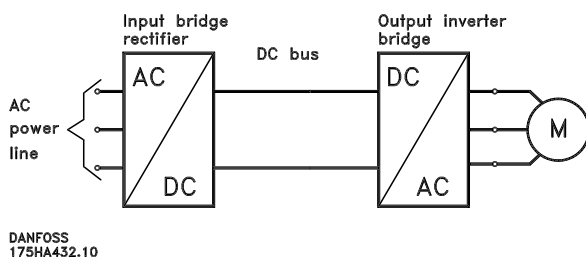 Input bridge
rectifier
DC bus
Output inverter
bridge
AC
power
line
AC
DC
DC
AC
M
DANFOSS
175HA432.10